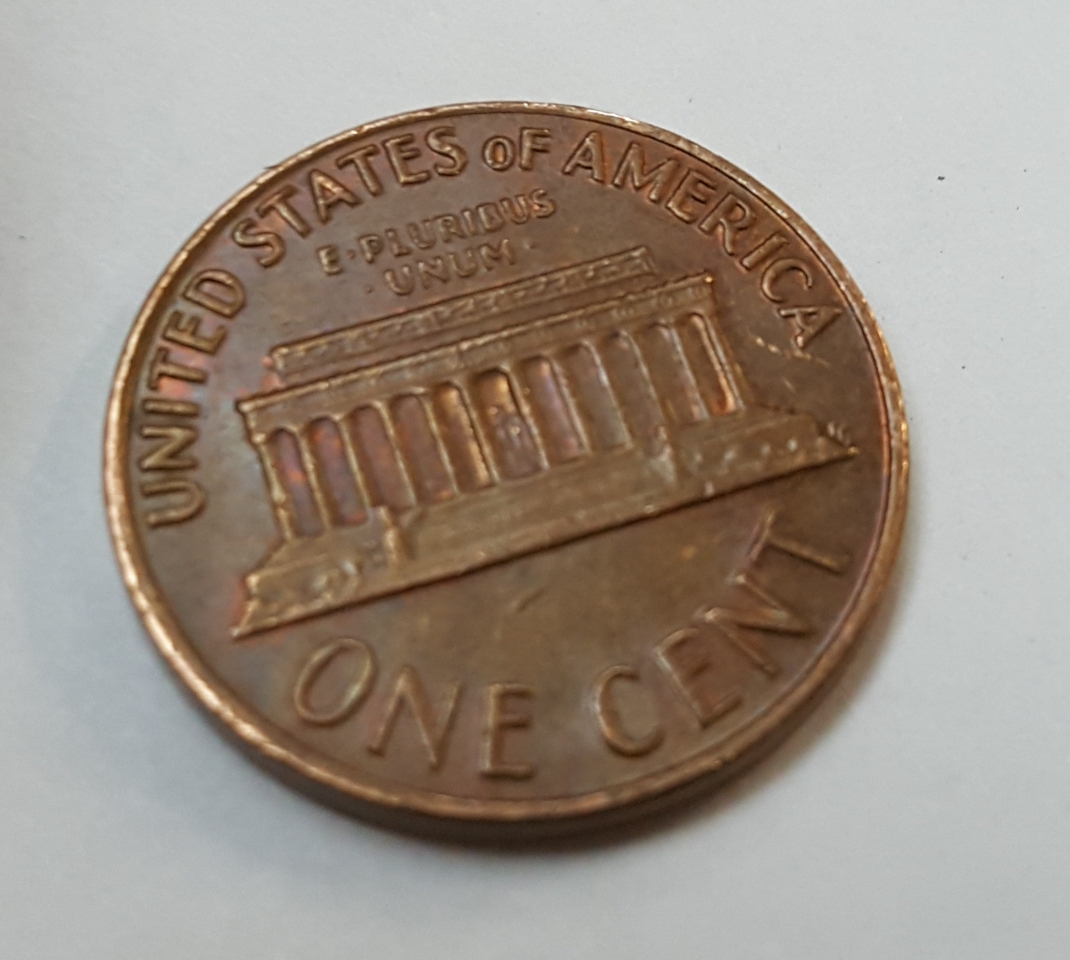 UNITED STATES OF AMERICA
E·PLURIBUS
·UNUM·
ONE CENT